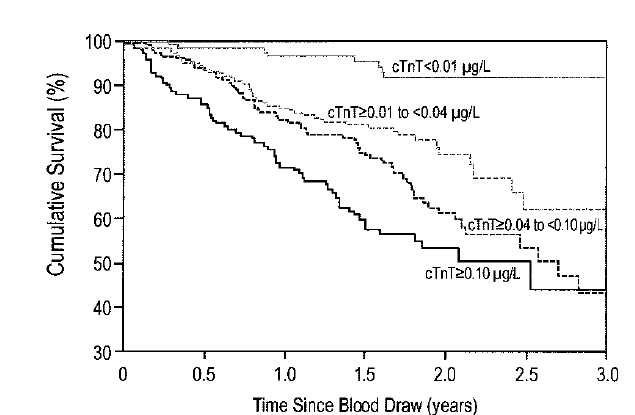 100
90
80
70
60
50
40
30
Cumulative Survival (%)
cTnT<0.01 µg/L
cTnT≥0.01 to <0.04 µg/L
cTnT≥0.04 to <0.10 µg/L
cTnT≥0.10 µg/L
0 0.5 1.0 1.5 2.0 2.5 3.0
Time Since Blood Draw (years)